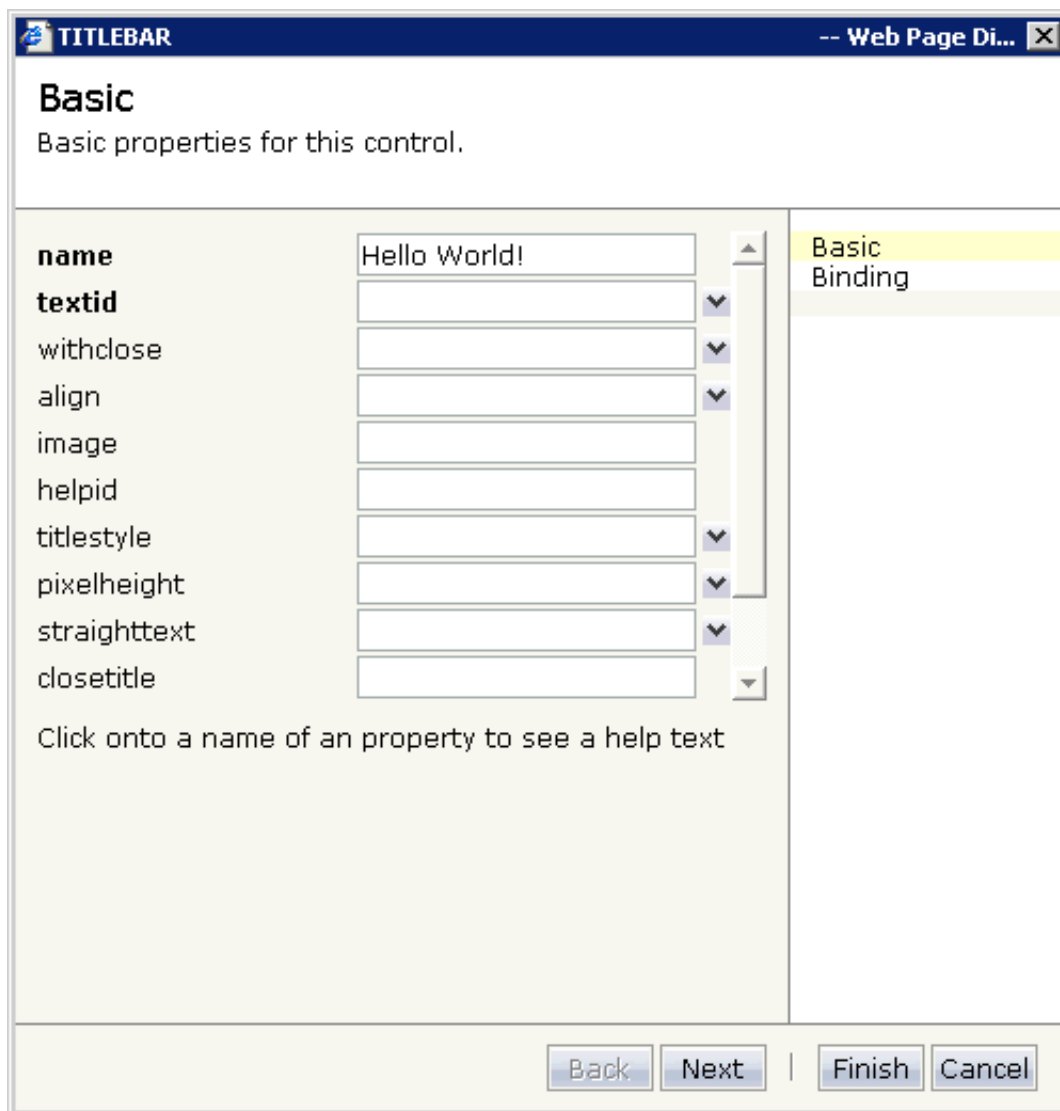 TITLEBAR -- Web Page Di...
Basic
Basic properties for this control.
name Hello World!
textid
withclose
align
image
helpid
titlestyle
pixelheight
straighttext
closetitle
Click onto a name of an property to see a help text
Basic
Binding
Back Next | Finish Cancel